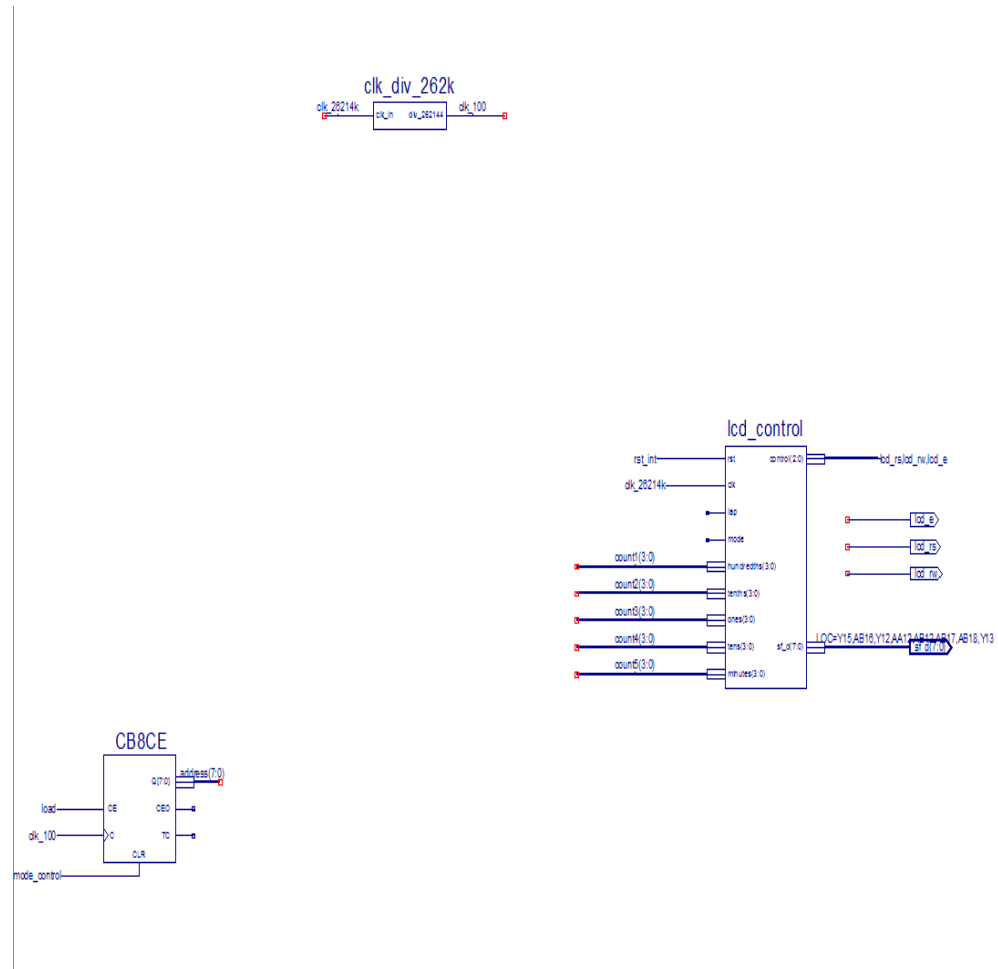 clk_div_262k
clk_26214k
clk_in
div_262144
clk_100
lcd_control
rst_int
rst
control(2:0)
lcd_rs,lcd_rw,lcd_e
clk_26214k
clk
lap
lcd_e
mode
lcd_rs
count1(3:0)
hundredths(3:0)
lcd_rw
count2(3:0)
tenths(3:0)
count3(3:0)
ones(3:0)
count4(3:0)
tens(3:0)
sf_d(7:0)
LOC=Y15,AB16,Y12,AA12,AB12,AB17,AB18,Y13
sf_d(7:0)
count5(3:0)
minutes(3:0)
CB8CE
Q[7:0]
address(7:0)
load
CE
CEO
clk_100
C
TC
CLR
mode_control